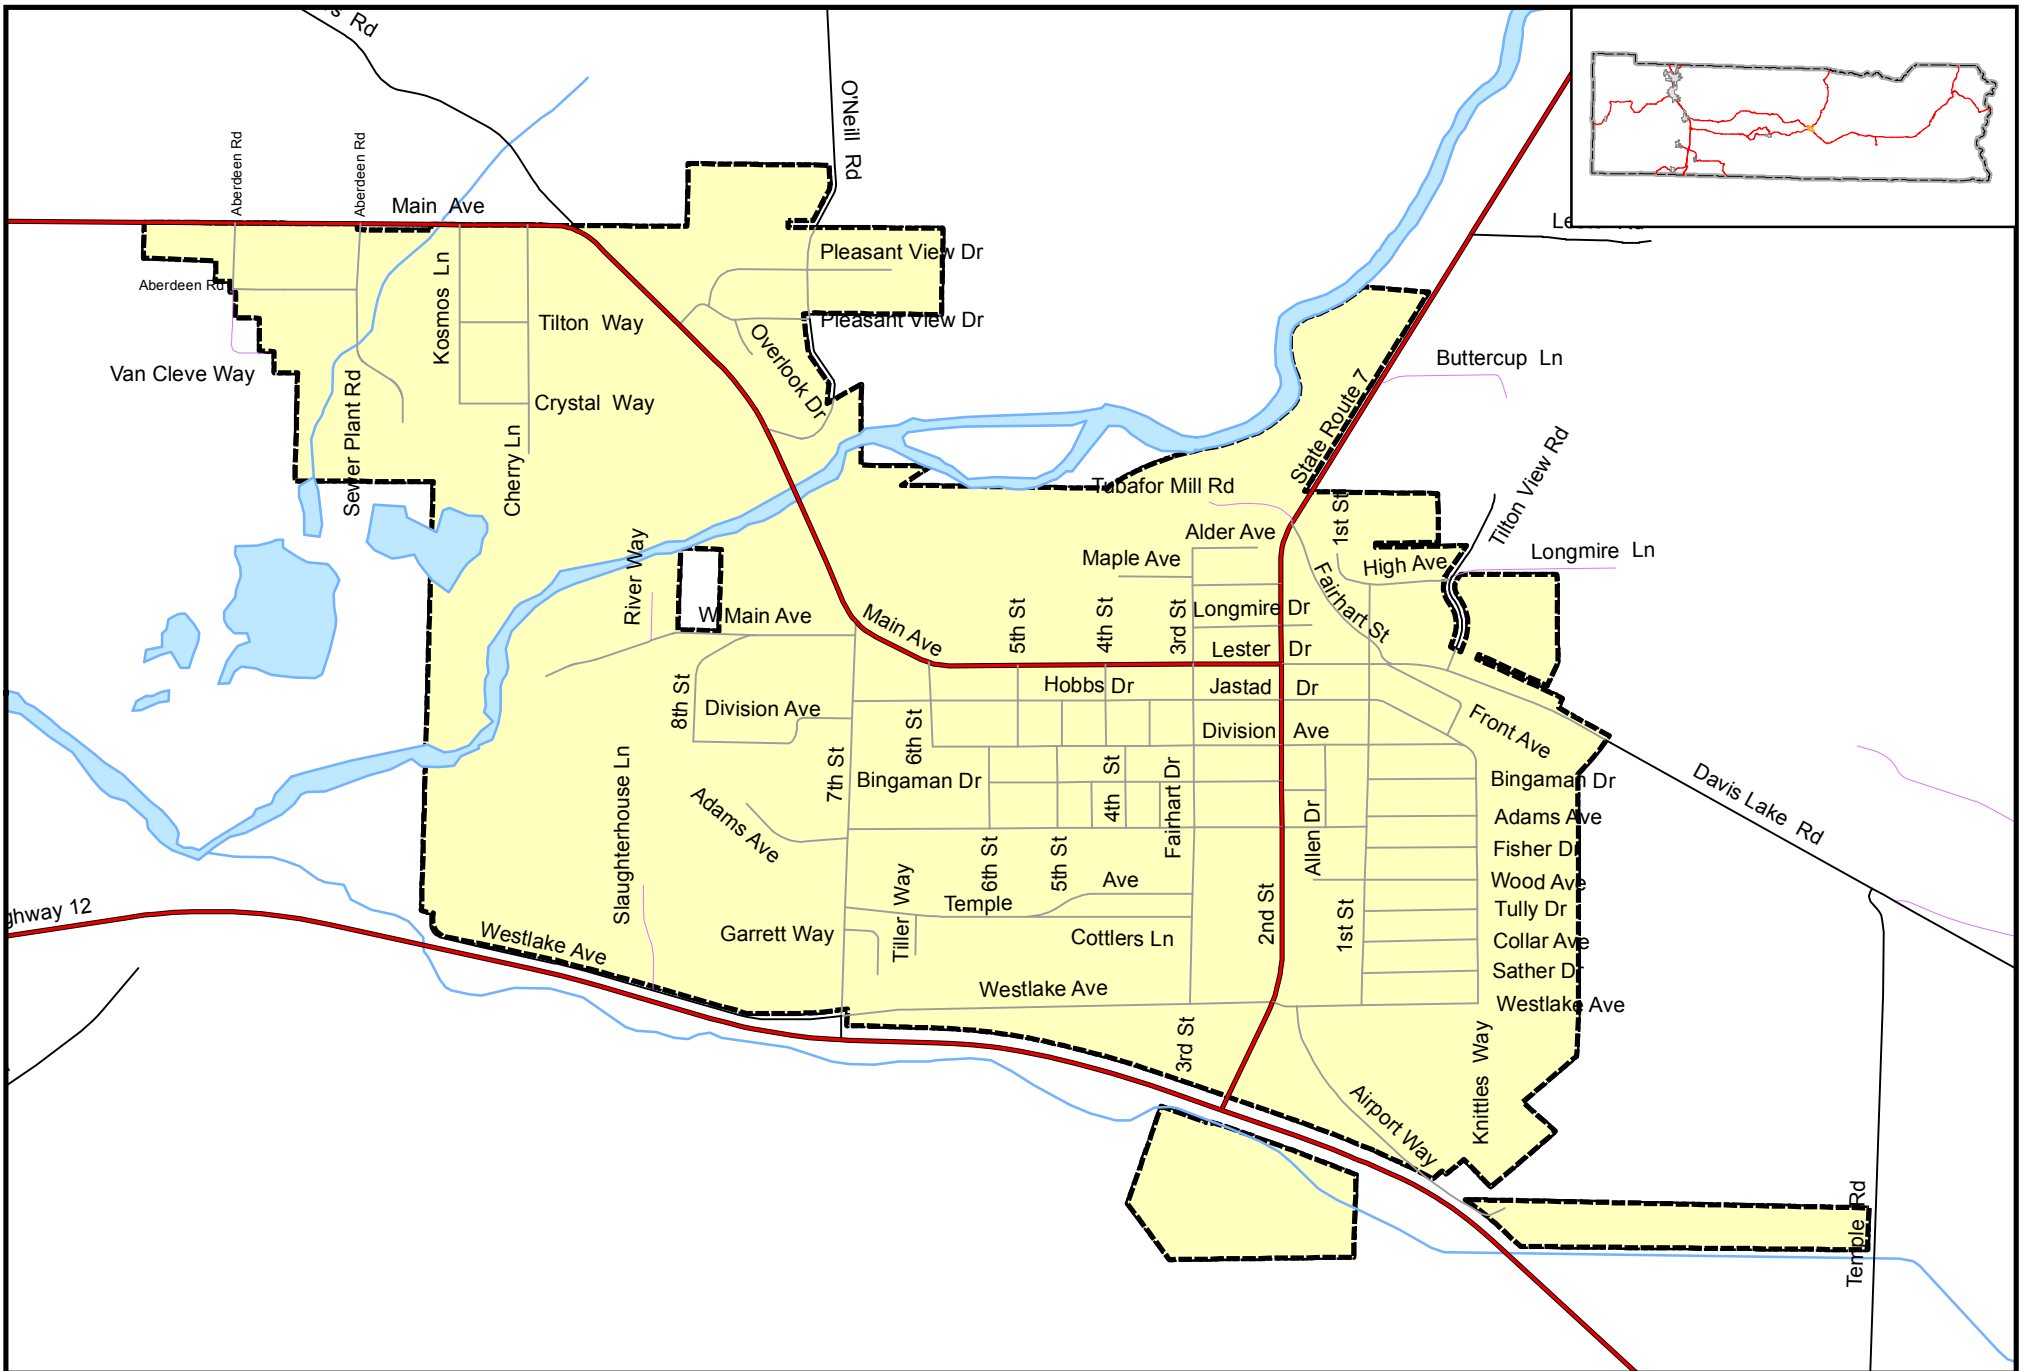 Rd
O'Neill Rd
Aberdeen Rd
Aberdeen Rd
Main Ave
Pleasant View Dr
Aberdeen Rd
Kosmos Ln
Tilton Way
Pleasant View Dr
Overlook Dr
Van Cleve Way
Sewer Plant Rd
Crystal Way
Cherry Ln
Buttercup Ln
State Route 7
Tubafor Mill Rd
1st St
Tilton View Rd
Alder Ave
Maple Ave
High Ave
Longmire Ln
River Way
W Main Ave
Main Ave
5th St
4th St
3rd St
Longmire Dr
Fairhart St
Lester Dr
8th St
Hobbs Dr
Jastad Dr
Division Ave
6th St
Division Ave
Front Ave
Slaughterhouse Ln
7th St
Bingaman Dr
4th St
Fairhart Dr
Bingaman Dr
Davis Lake Rd
Adams Ave
Allen Dr
Adams Ave
6th St
5th St
Fisher Dr
Temple Ave
Wood Ave
Tiller Way
2nd St
1st St
Tully Dr
ghway 12
Westlake Ave
Garrett Way
Cottlers Ln
Collar Ave
Sather Dr
Westlake Ave
Westlake Ave
3rd St
Knittles Way
Airport Way
Temple Rd